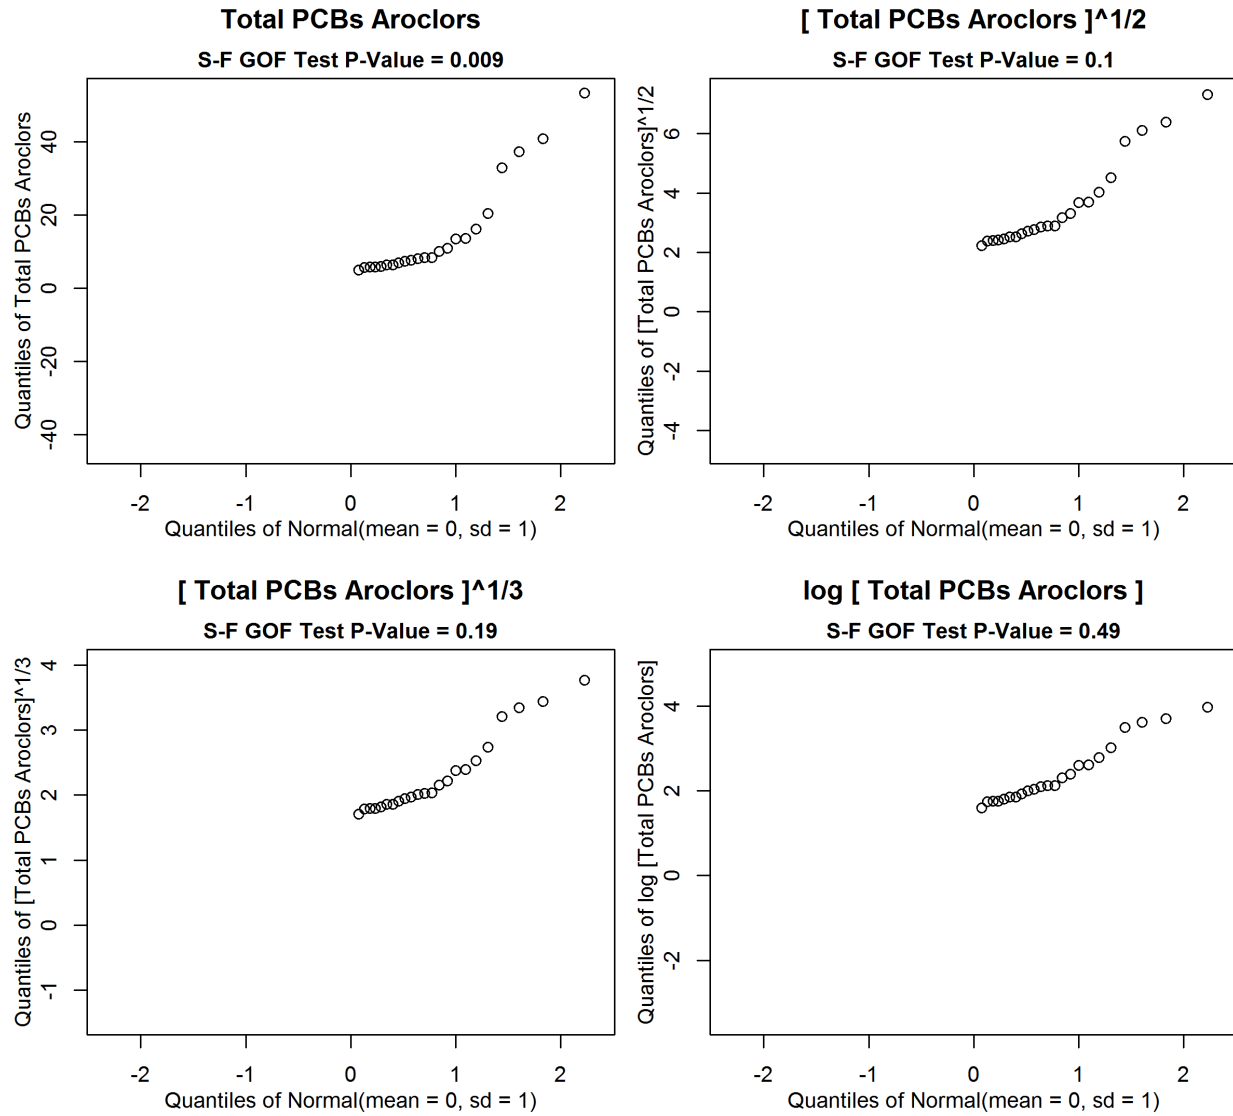 Total PCBs Aroclors
S-F GOF Test P-Value = 0.009
Quantiles of Total PCBs Aroclors
40
20
0
-20
-40
-2 -1 0 1 2
Quantiles of Normal(mean = 0, sd = 1)
[ Total PCBs Aroclors ]^1/2
S-F GOF Test P-Value = 0.1
Quantiles of [Total PCBs Aroclors]^1/2
6
4
2
0
-2
-4
-2 -1 0 1 2
Quantiles of Normal(mean = 0, sd = 1)
[ Total PCBs Aroclors ]^1/3
S-F GOF Test P-Value = 0.19
Quantiles of [Total PCBs Aroclors]^1/3
4
3
2
1
0
-1
-2 -1 0 1 2
Quantiles of Normal(mean = 0, sd = 1)
log [ Total PCBs Aroclors ]
S-F GOF Test P-Value = 0.49
Quantiles of log [Total PCBs Aroclors]
4
2
0
-2
-2 -1 0 1 2
Quantiles of Normal(mean = 0, sd = 1)